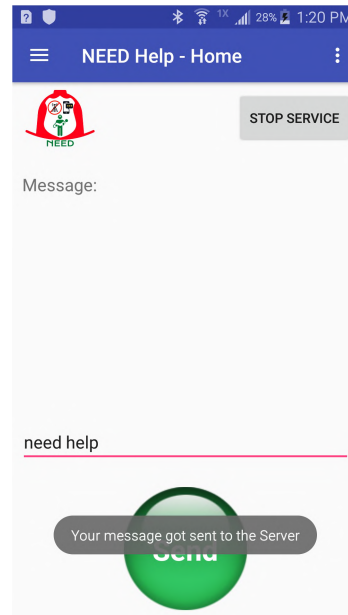 1X 28% 1:20 PM
NEED Help - Home
NEED
STOP SERVICE
Message:
need help
Send
Your message got sent to the Server